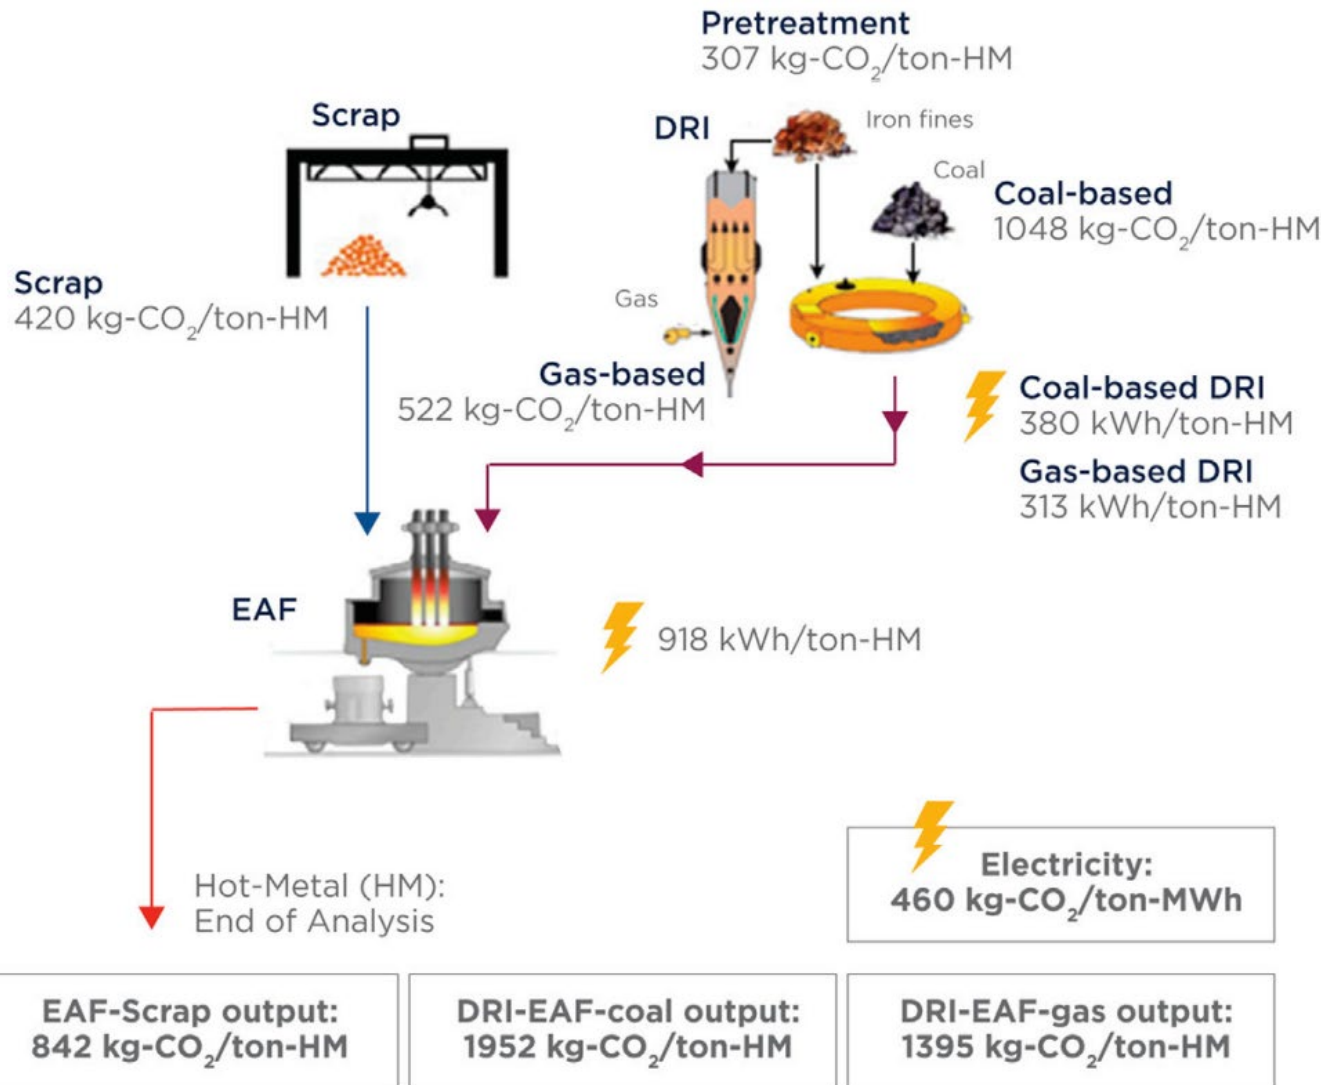 Pretreatment
307 kg-CO₂/ton-HM
Scrap
DRI
Iron fines
Coal
Coal-based
1048 kg-CO₂/ton-HM
Scrap
420 kg-CO₂/ton-HM
Gas
Gas-based
522 kg-CO₂/ton-HM
Coal-based DRI
380 kWh/ton-HM
Gas-based DRI
313 kWh/ton-HM
EAF
918 kWh/ton-HM
Hot-Metal (HM):
End of Analysis
Electricity:
460 kg-CO₂/ton-MWh
EAF-Scrap output:
842 kg-CO₂/ton-HM
DRI-EAF-coal output:
1952 kg-CO₂/ton-HM
DRI-EAF-gas output:
1395 kg-CO₂/ton-HM